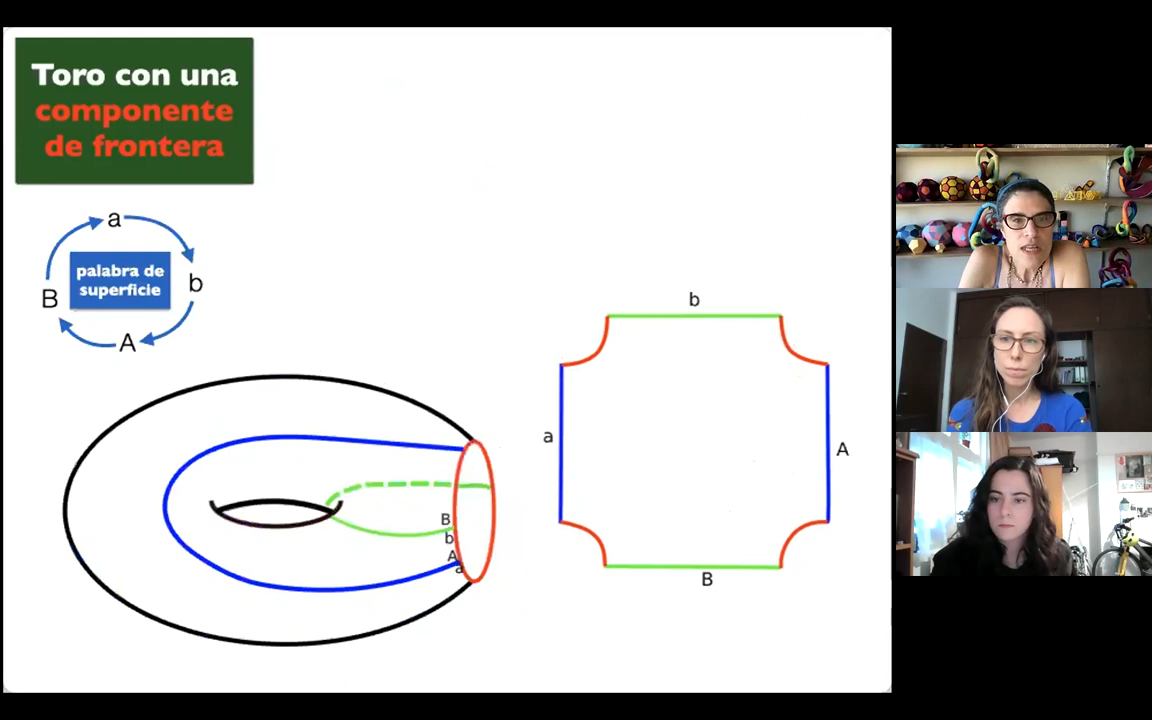 Toro con una
componente
de frontera
a
palabra de
superficie
B
b
A
b
a
A
B
B
b
A
a